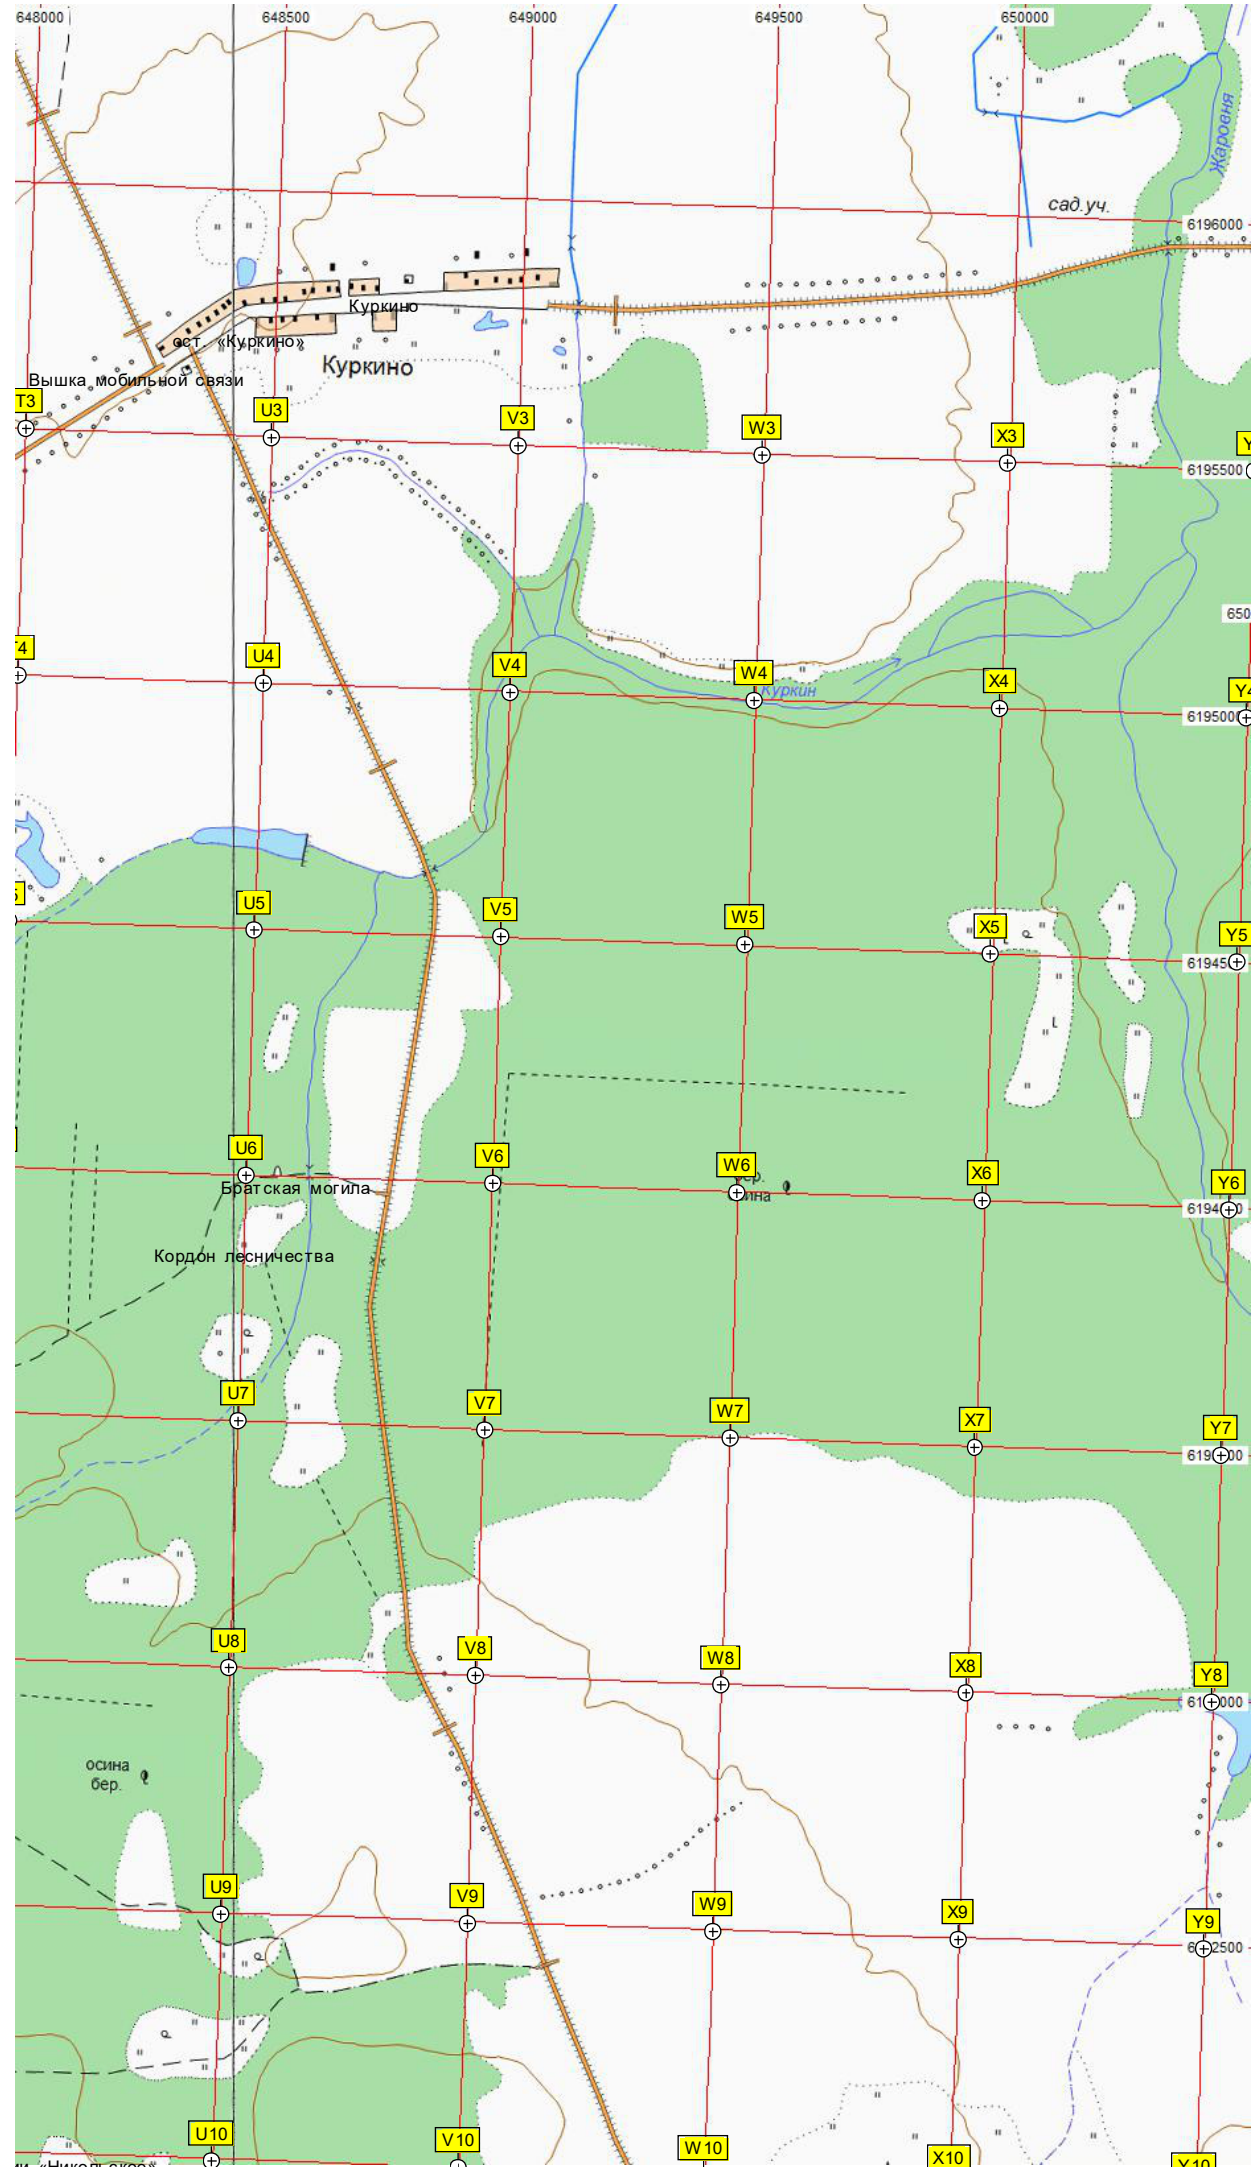 648000 648500 649000 649500 650000
Жаровня
сад.уч.
6196000
Куркино
ост. «Куркино»
Куркино
Вышка мобильной связи
T3 U3 V3 W3 X3
6195500
650
U4 V4 W4 X4 Y4
Куркин
6195000
U5 V5 W5 X5 Y5
U6 V6 W6 X6 Y6
Братская могила
Кордон лесничества
U7 V7 W7 X7 Y7
U8 V8 W8 X8 Y8
осина
бер.
U9 V9 W9 X9 Y9
U10 V10 W10 X10 Y10
«Никольское»